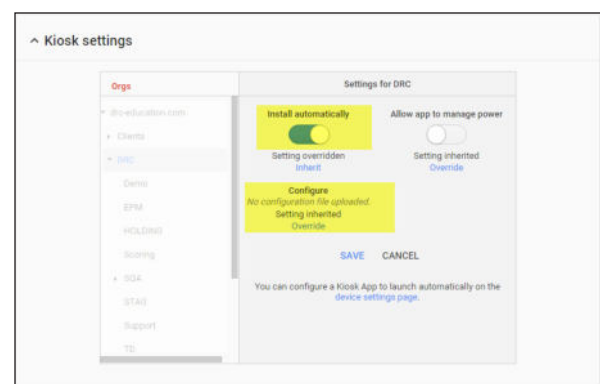 Kiosk settings
Orgs
Settings for DRC
drc-education.com
Clients
DRC
Demo
EPM
HOLDING
Scoring
SQA
STAG
Support
TD
Install automatically
Setting overridden
Inherit
Allow app to manage power
Setting inherited
Override
Configure
No configuration file uploaded.
Setting inherited
Override
SAVE CANCEL
You can configure a Kiosk App to launch automatically on the
device settings page.